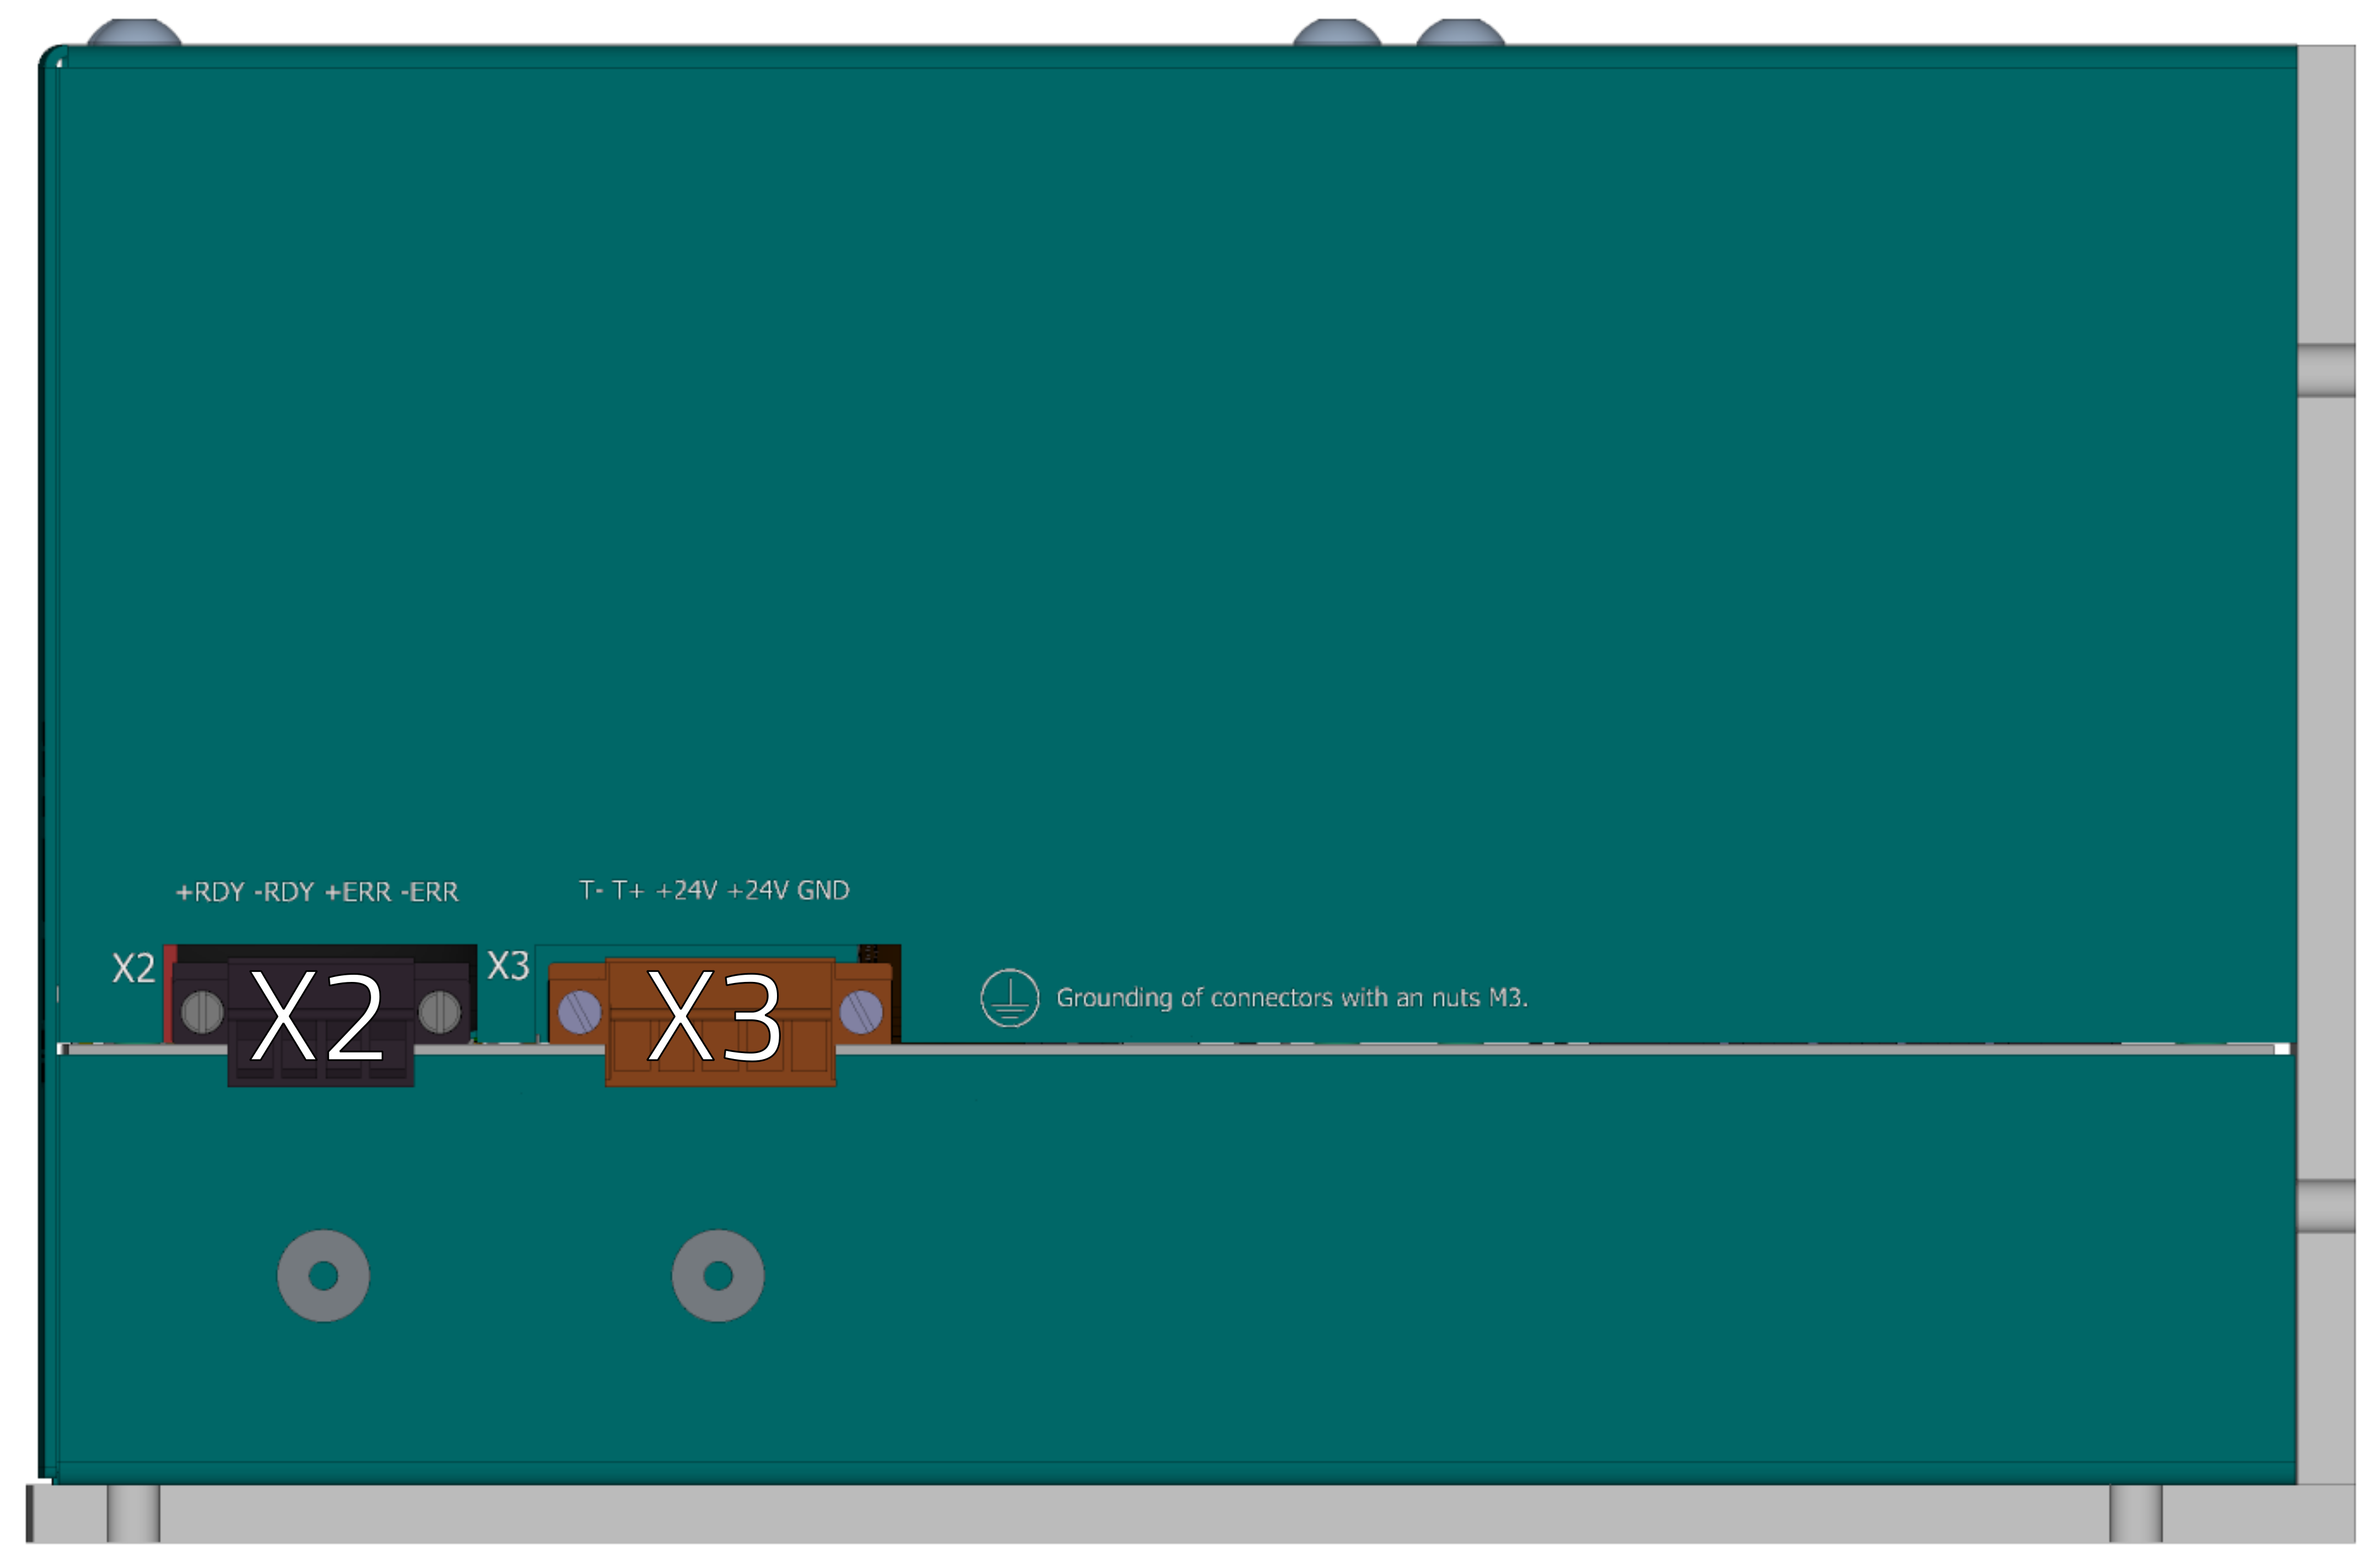 +RDY -RDY +ERR -ERR
T- T+ +24V +24V GND
X2
X3
X2
X3
Grounding of connectors with an nuts M3.